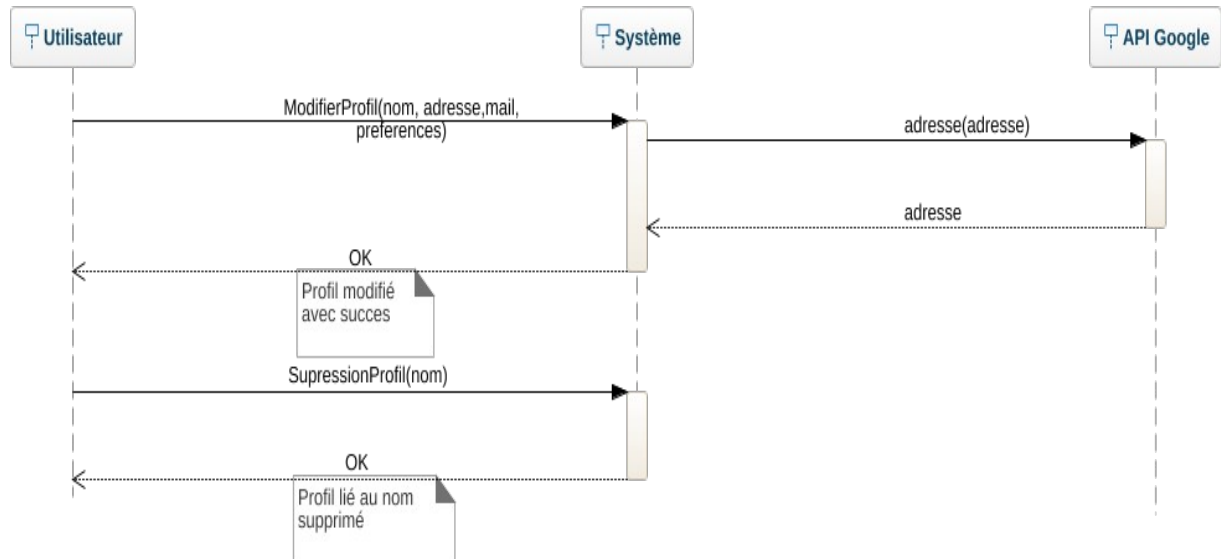 Utilisateur
Système
API Google
ModifierProfil(nom, adresse,mail,
preferences)
adresse(adresse)
adresse
OK
Profil modifié
avec succes
SupressionProfil(nom)
OK
Profil lié au nom
supprimé